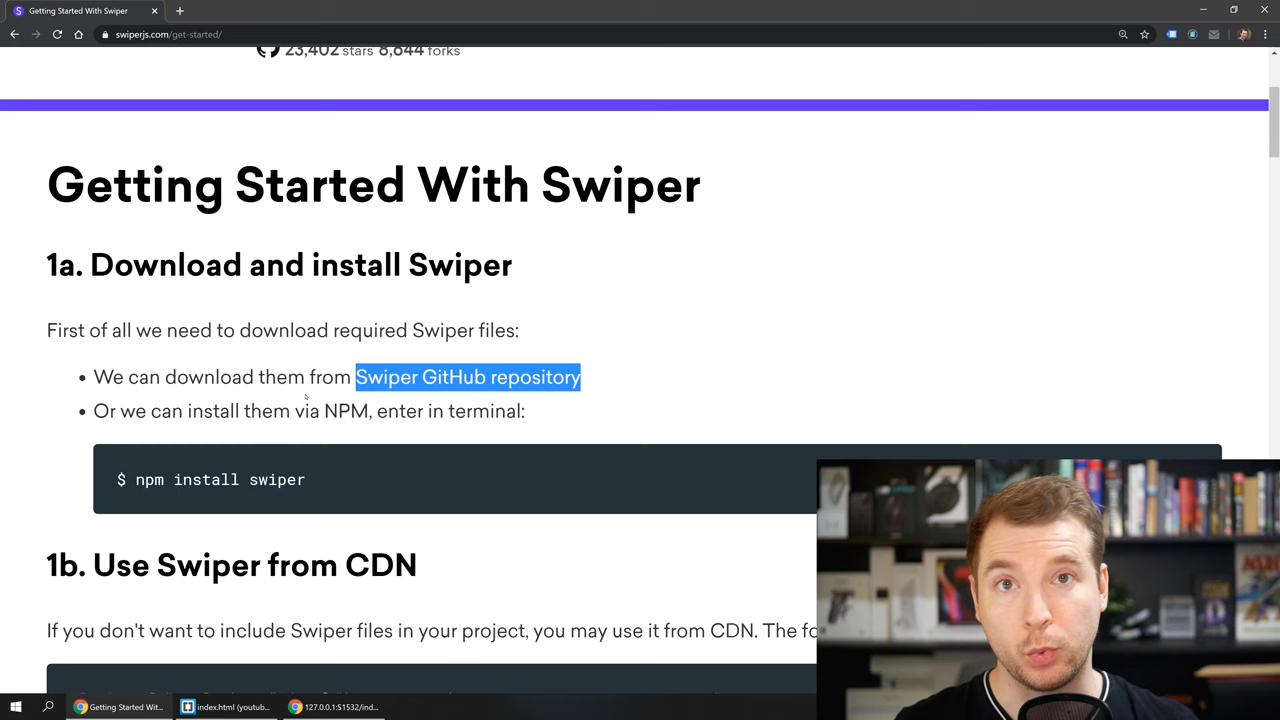 Getting Started With Swiper
swiperjs.com/get-started/
23,402 stars 8,644 forks
Getting Started With Swiper
1a. Download and install Swiper
First of all we need to download required Swiper files:
• We can download them from Swiper GitHub repository
• Or we can install them via NPM, enter in terminal:
$ npm install swiper
1b. Use Swiper from CDN
If you don't want to include Swiper files in your project, you may use it from CDN. The fo
Getting Started Wit...
index.html (youtub...
127.0.0.1:51532/ind...